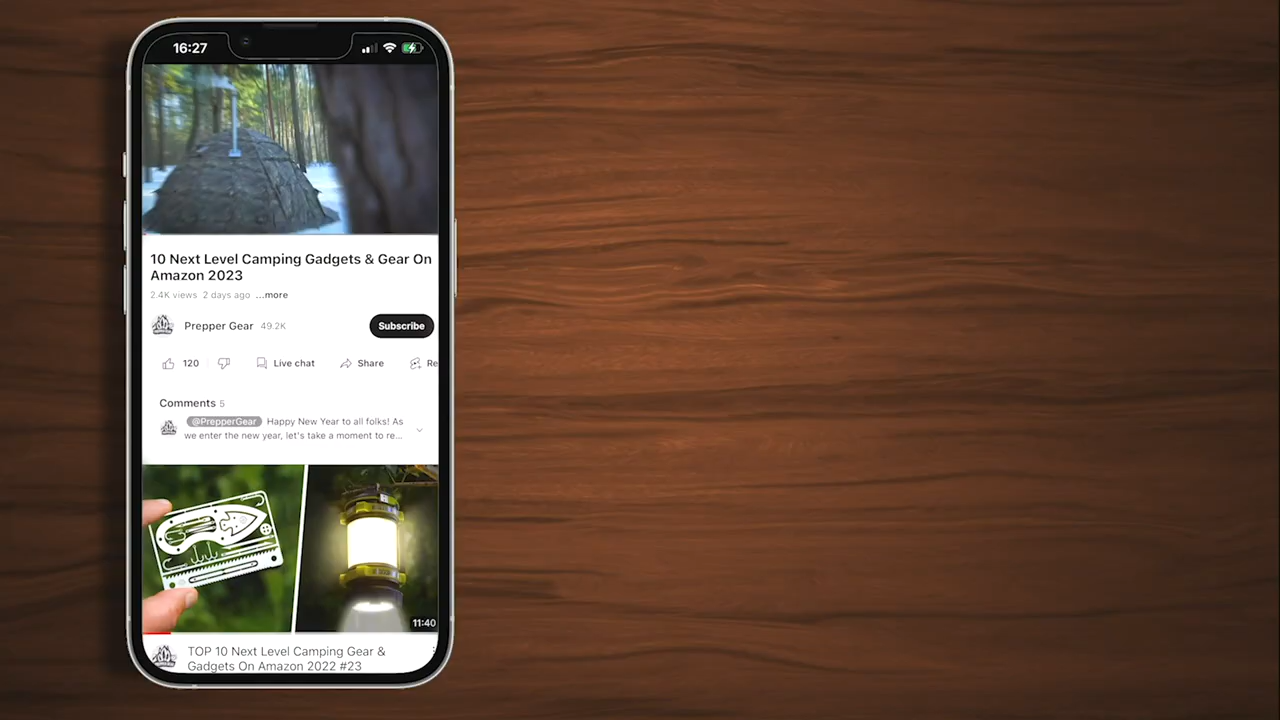 16:27
10 Next Level Camping Gadgets & Gear On
Amazon 2023
2.4K views 2 days ago ...more
Prepper Gear 49.2K
Subscribe
120
Live chat
Share
Re
Comments 5
@PrepperGear Happy New Year to all folks! As
we enter the new year, let's take a moment to re...
11:40
TOP 10 Next Level Camping Gear &
Gadgets On Amazon 2022 #23